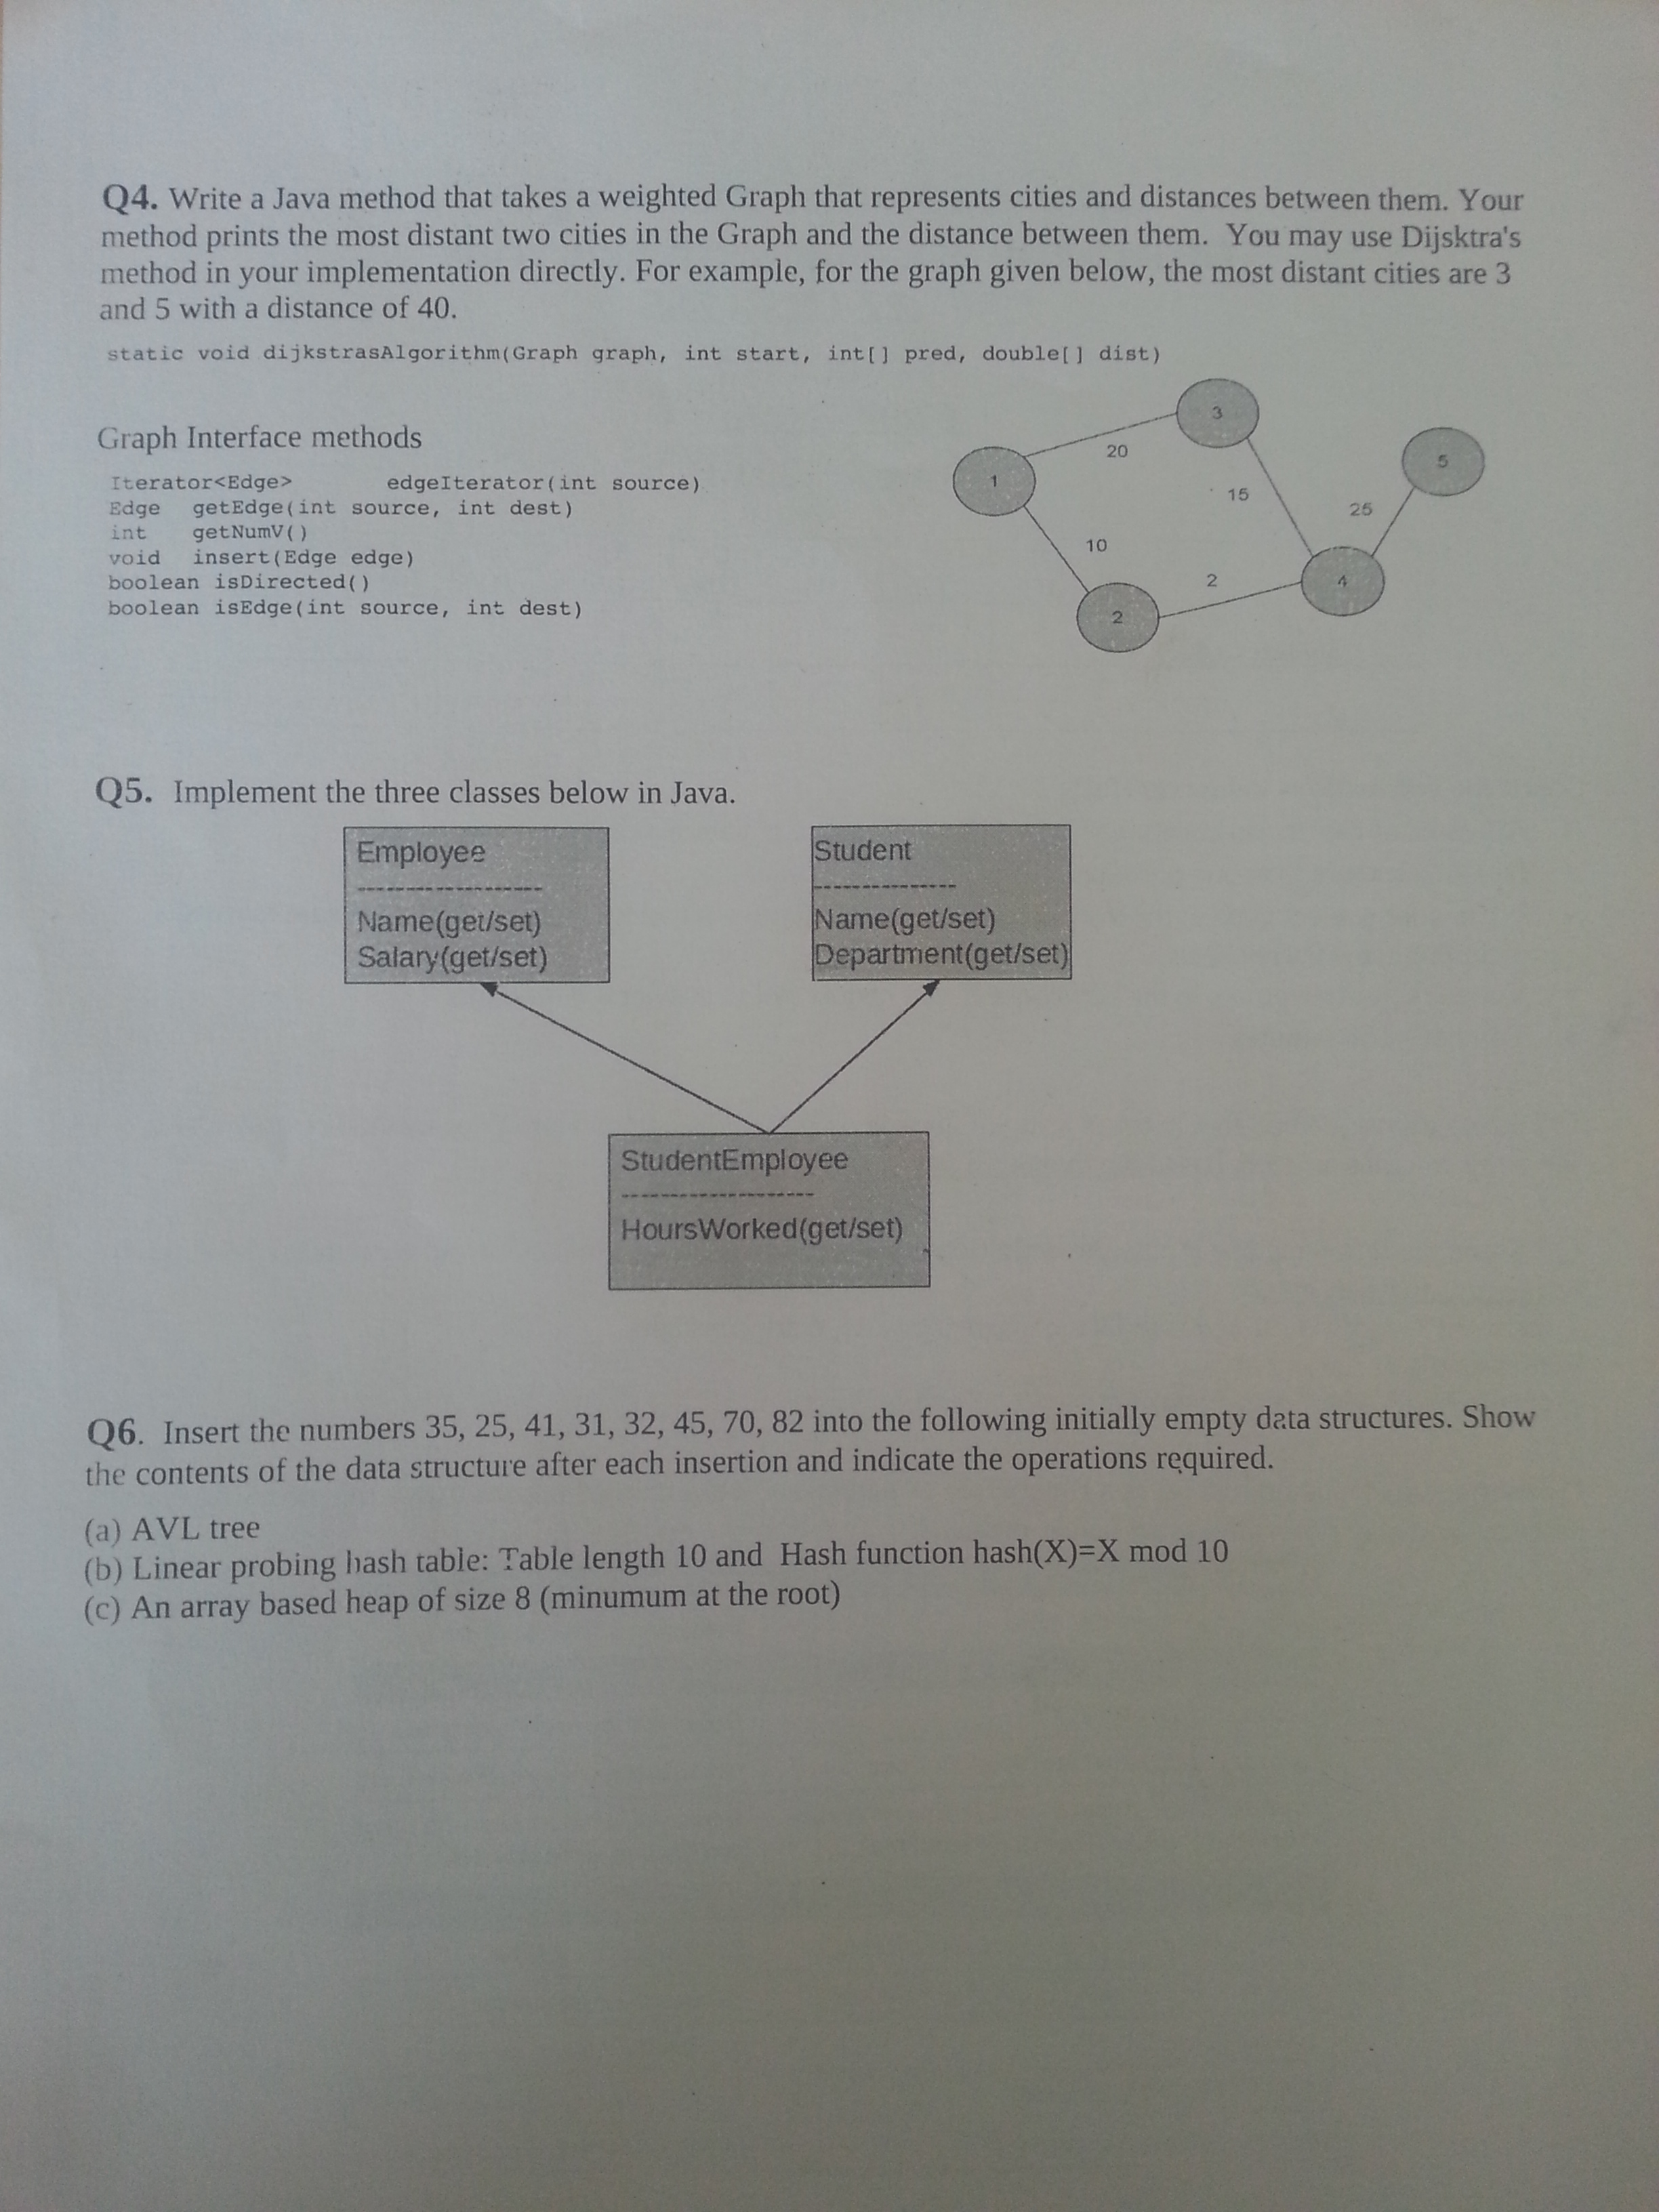 Q4. Write a Java method that takes a weighted Graph that represents cities and distances between them. Your
method prints the most distant two cities in the Graph and the distance between them. You may use Dijsktra's
method in your implementation directly. For example, for the graph given below, the most distant cities are 3
and 5 with a distance of 40.
static void dijkstrasAlgorithm(Graph graph, int start, int[] pred, double[] dist)
Graph Interface methods
Iterator<Edge> edgeIterator(int source)
Edge getEdge(int source, int dest)
int getNumV()
void insert(Edge edge)
boolean isDirected()
boolean isEdge(int source, int dest)
3
20
5
1
15
25
10
2
4
2
Q5. Implement the three classes below in Java.
Employee
-------------------
Name(get/set)
Salary(get/set)
Student
---------------
Name(get/set)
Department(get/set)
StudentEmployee
--------------------
HoursWorked(get/set)
Q6. Insert the numbers 35, 25, 41, 31, 32, 45, 70, 82 into the following initially empty data structures. Show
the contents of the data structure after each insertion and indicate the operations required.
(a) AVL tree
(b) Linear probing hash table: Table length 10 and Hash function hash(X)=X mod 10
(c) An array based heap of size 8 (minumum at the root)